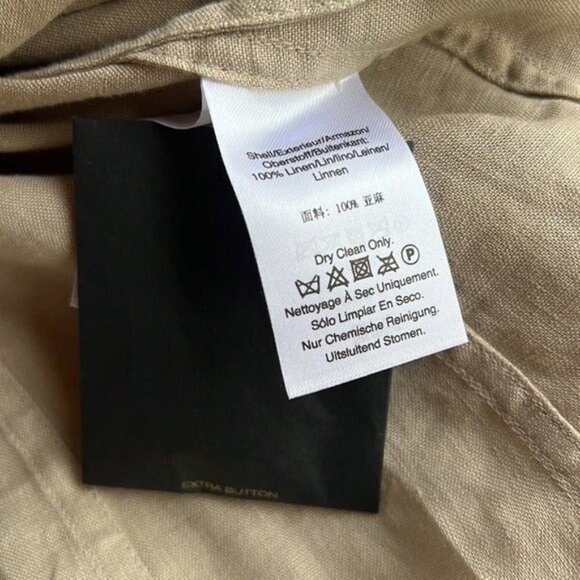 Shell/Exterieur/Armazon/
Oberstoff/Buitenkant:
100% Linen/Lin/lino/Leinen/
Linnen
面料: 100% 亚麻
Dry Clean Only.
P
Nettoyage À Sec Uniquement.
Sólo Limpiar En Seco.
Nur Chemische Reinigung.
Uitsluitend Stomen.
EXTRA BUTTON